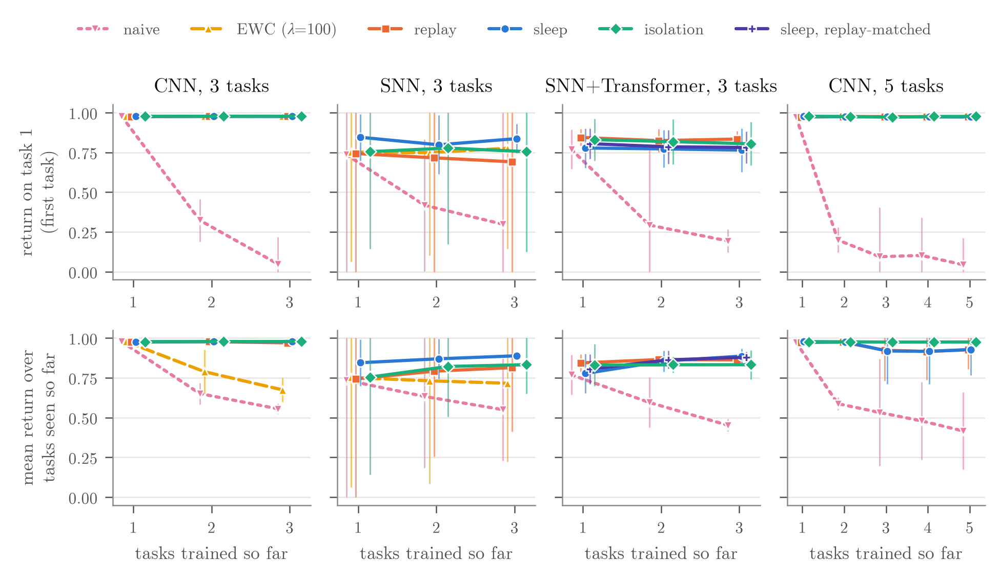 naive EWC (λ=100) replay sleep isolation sleep, replay-matched
CNN, 3 tasks SNN, 3 tasks SNN+Transformer, 3 tasks CNN, 5 tasks
return on task 1
(first task)
1.00
0.75
0.50
0.25
0.00
1 2 3 1 2 3 1 2 3 1 2 3 4 5
mean return over
tasks seen so far
1.00
0.75
0.50
0.25
0.00
1 2 3 1 2 3 1 2 3 1 2 3 4 5
tasks trained so far tasks trained so far tasks trained so far tasks trained so far